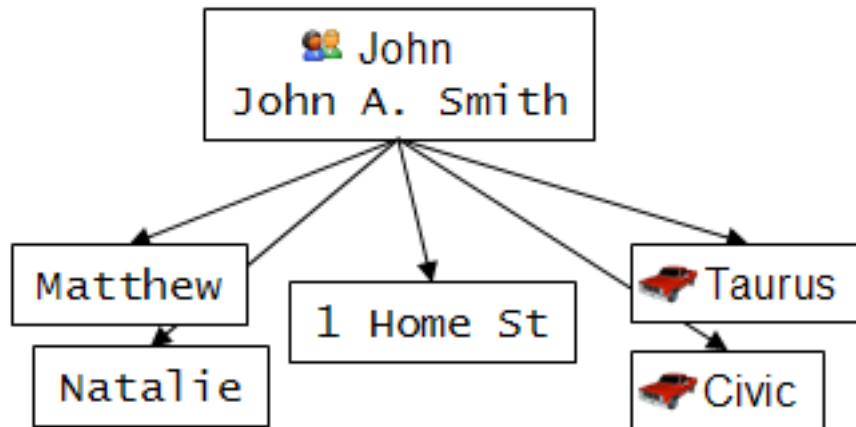 John
John A. Smith
Matthew
1 Home St
Taurus
Natalie
Civic